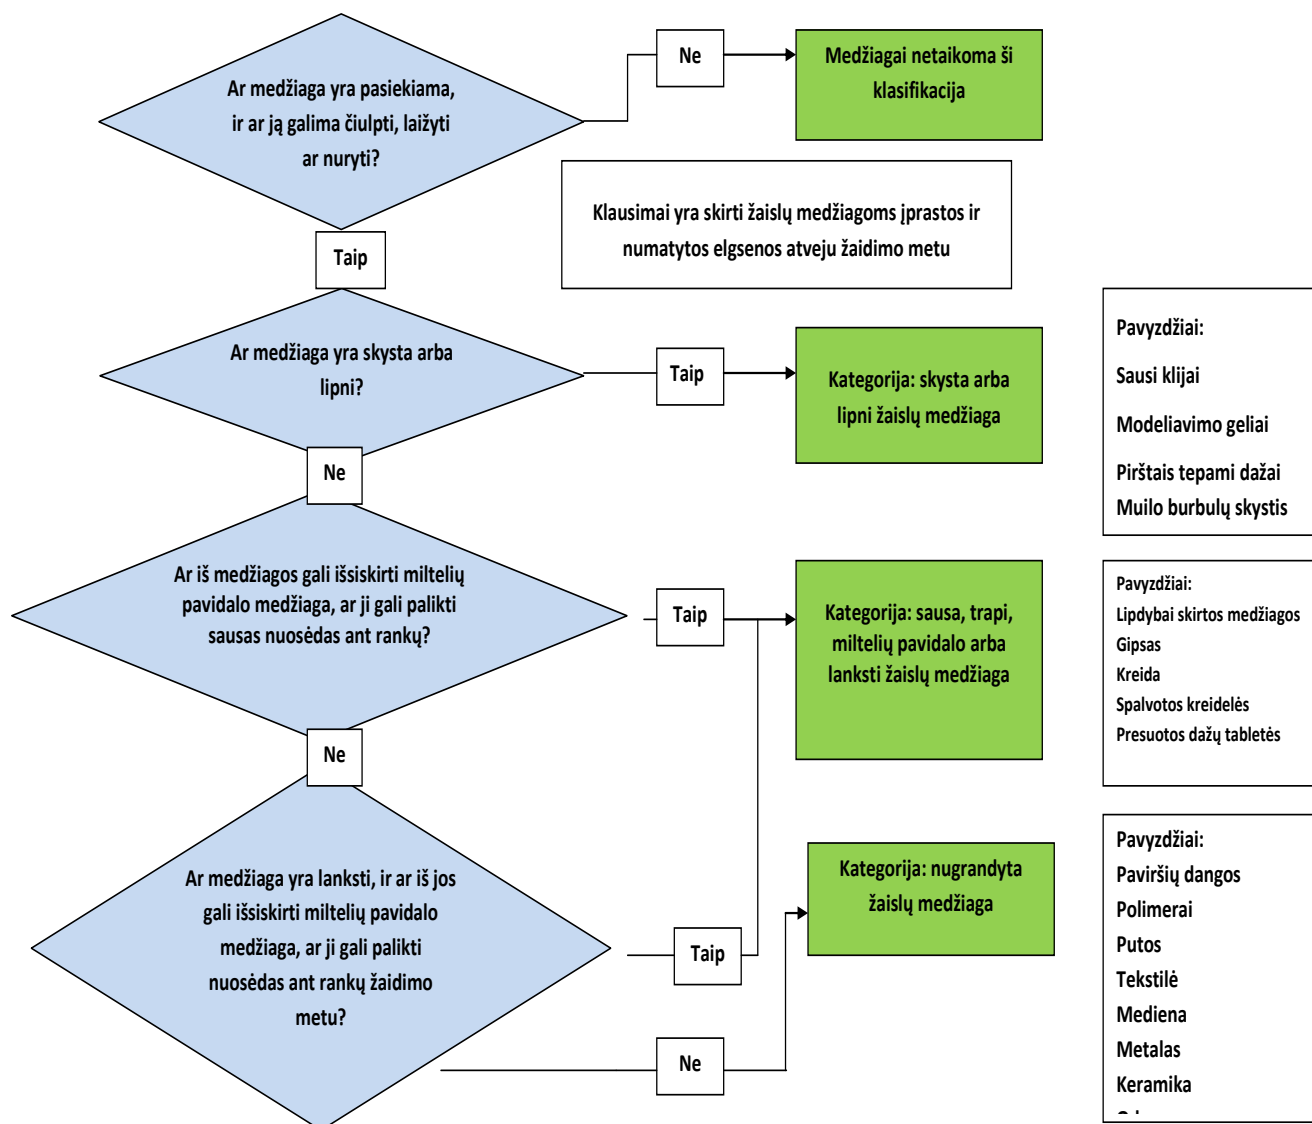 Ar medžiaga yra pasiekiama,
ir ar ją galima čiulpti, laižyti
ar nuryti?
Ne
Medžiagai netaikoma ši
klasifikacija
Klausimai yra skirti žaislų medžiagoms įprastos ir
numatytos elgsenos atveju žaidimo metu
Taip
Ar medžiaga yra skysta arba
lipni?
Taip
Kategorija: skysta arba
lipni žaislų medžiaga
Pavyzdžiai:
Sausi klijai
Modeliavimo geliai
Pirštais tepami dažai
Muilo burbulų skystis
Ne
Ar iš medžiagos gali išsiskirti miltelių
pavidalo medžiaga, ar ji gali palikti
sausas nuosėdas ant rankų?
Taip
Kategorija: sausa, trapi,
miltelių pavidalo arba
lanksti žaislų medžiaga
Pavyzdžiai:
Lipdybai skirtos medžiagos
Gipsas
Kreida
Spalvotos kreidelės
Presuotos dažų tabletės
Ne
Ar medžiaga yra lanksti, ir ar iš jos
gali išsiskirti miltelių pavidalo
medžiaga, ar ji gali palikti
nuosėdas ant rankų žaidimo
metu?
Taip
Ne
Kategorija: nugrandyta
žaislų medžiaga
Pavyzdžiai:
Paviršių dangos
Polimerai
Putos
Tekstilė
Mediena
Metalas
Keramika